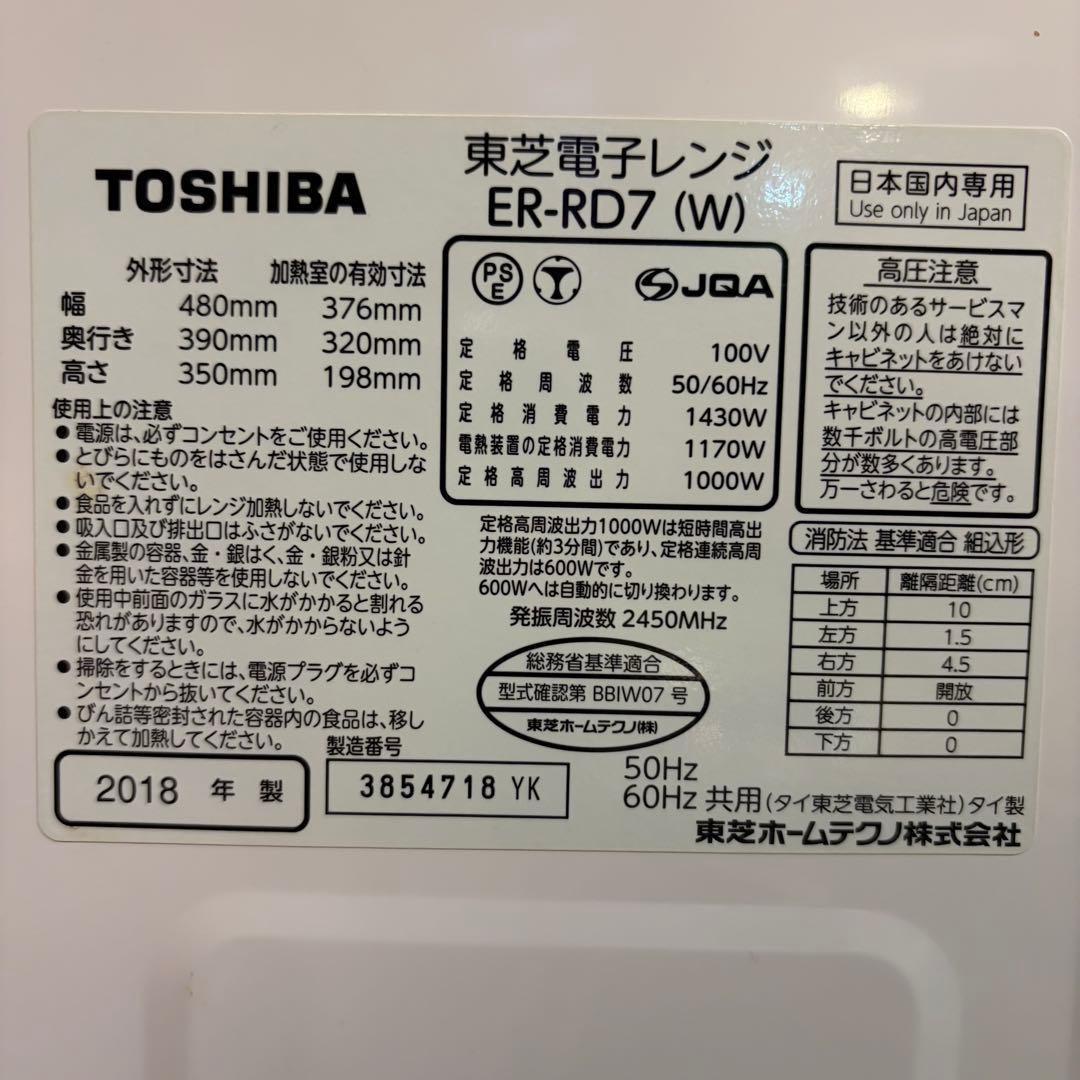 TOSHIBA
東芝電子レンジ
ER-RD7 (W)
日本国内専用
Use only in Japan
外形寸法 加熱室の有効寸法
幅 480mm 376mm
奥行き 390mm 320mm
高さ 350mm 198mm
使用上の注意
●電源は、必ずコンセントをご使用ください。
●とびらにものをはさんだ状態で使用しな
いでください。
●食品を入れずにレンジ加熱しないでください。
●吸入口及び排出口はふさがないでください。
●金属製の容器、金・銀はく、金・銀粉又は針
金を用いた容器等を使用しないでください。
●使用中前面のガラスに水がかかると割れる
恐れがありますので、水がかからないよう
にしてください。
●掃除をするときには、電源プラグを必ずコ
ンセントから抜いてください。
●びん詰等密封された容器内の食品は、移し
かえて加熱してください。
2018 年 製
製造番号
3854718 YK
PS
E
JQA
定格電圧 100V
定格周波数 50/60Hz
定格消費電力 1430W
電熱装置の定格消費電力 1170W
定格高周波出力 1000W
定格高周波出力1000Wは短時間高出
力機能(約3分間)であり、定格連続高周
波出力は600Wです。
600Wへは自動的に切り換わります。
発振周波数 2450MHz
総務省基準適合
型式確認第 BBIW07 号
東芝ホームテクノ(株)
高圧注意
技術のあるサービスマ
ン以外の人は絶対に
キャビネットをあけない
でください。
キャビネットの内部には
数千ボルトの高電圧部
分が数多くあります。
万一さわると危険です。
消防法 基準適合 組込形
場所 離隔距離(cm)
上方 10
左方 1.5
右方 4.5
前方 開放
後方 0
下方 0
50Hz
60Hz 共用 (タイ東芝電気工業社) タイ製
東芝ホームテクノ株式会社